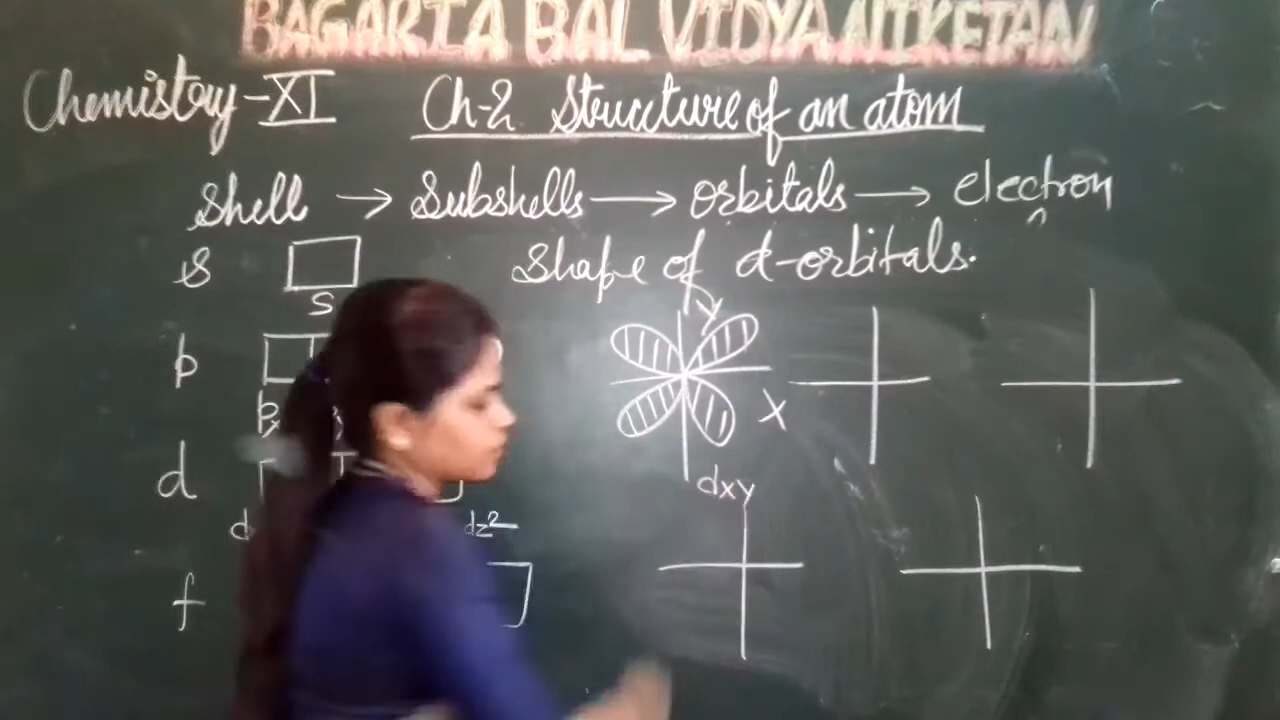 BAGARIA BAL VIDYA NIKETAN
Chemistry-XI Ch-2 Structure of an atom
Shell → Subshells → orbitals → electron
s
s
Shape of d-orbitals.
Y
p
X
d
dxy
dz²
f